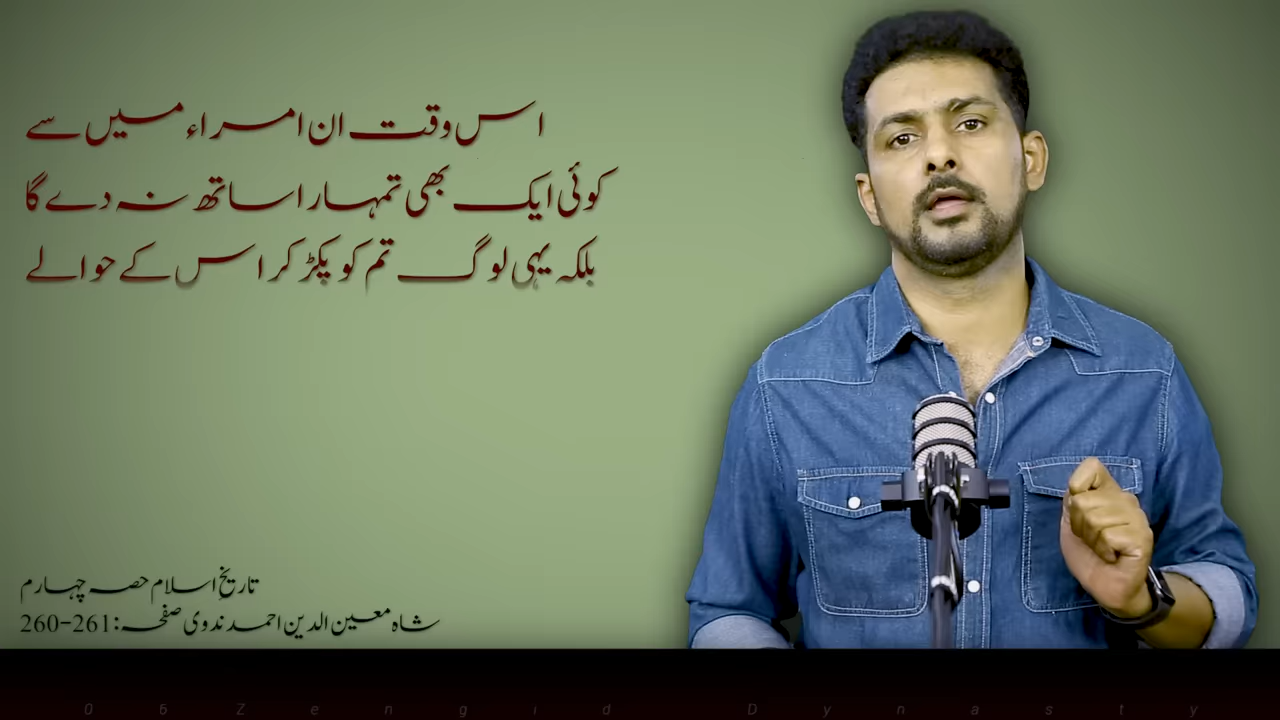 اس وقت ان امراء میں سے
کوئی ایک بھی تمہارا ساتھ نہ دے گا
بلکہ یہی لوگ تم کو پکڑ کر اس کے حوالے
تاریخ اسلام حصہ چہارم
شاہ معین الدین احمد ندوی صفحہ:261-260
06 Zengid Dynasty